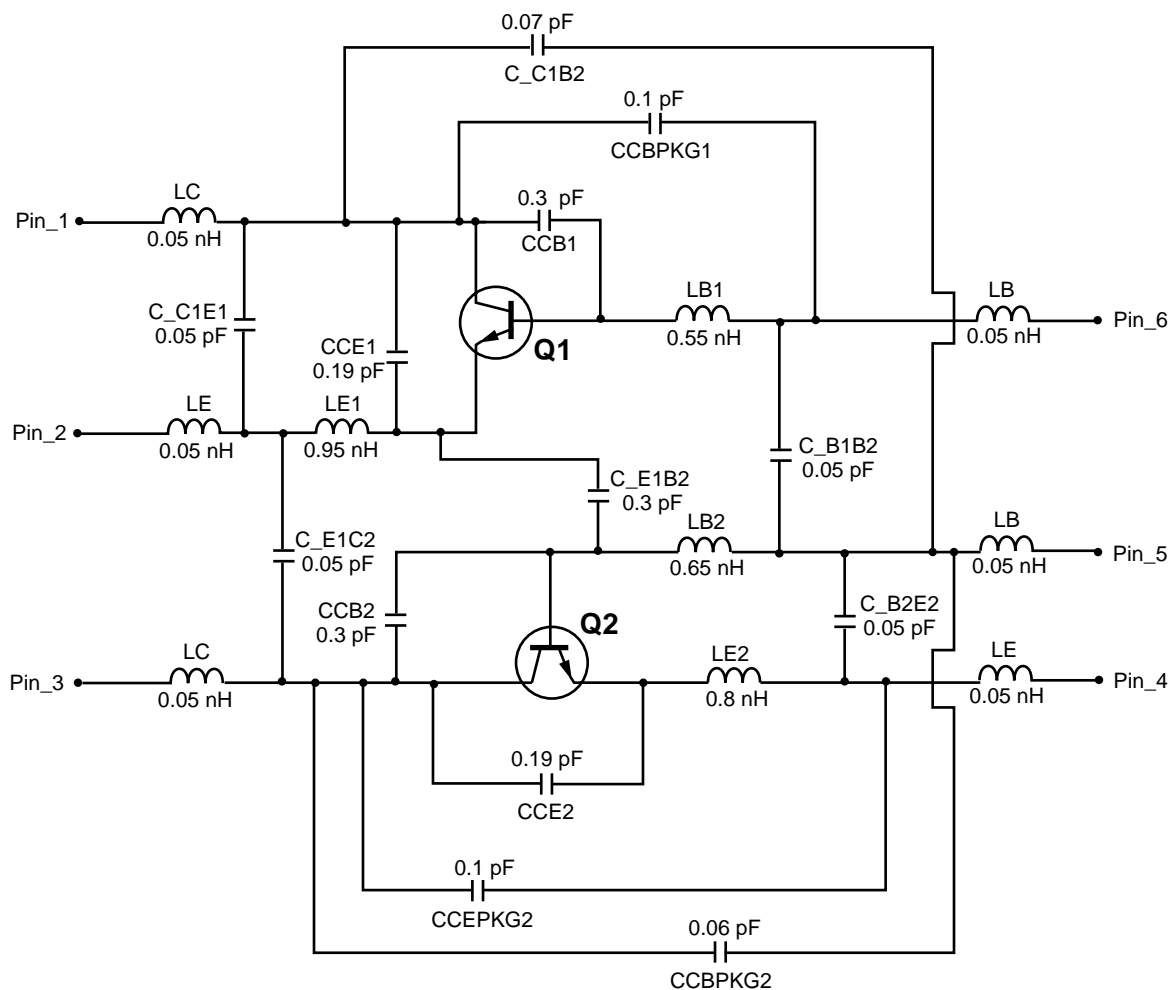 0.07 pF
C_C1B2
0.1 pF
CCBPKG1
LC
0.3 pF
Pin_1
0.05 nH
CCB1
LB1
LB
C_C1E1
0.05 pF
Pin_6
0.55 nH
0.05 nH
CCE1
0.19 pF
Q1
LE
LE1
Pin_2
0.05 nH
0.95 nH
C_B1B2
0.05 pF
C_E1B2
0.3 pF
LB2
LB
C_E1C2
0.05 pF
Pin_5
0.65 nH
0.05 nH
CCB2
0.3 pF
Q2
C_B2E2
0.05 pF
LC
LE2
LE
Pin_3
0.05 nH
0.8 nH
0.05 nH
Pin_4
0.19 pF
CCE2
0.1 pF
CCEPKG2
0.06 pF
CCBPKG2